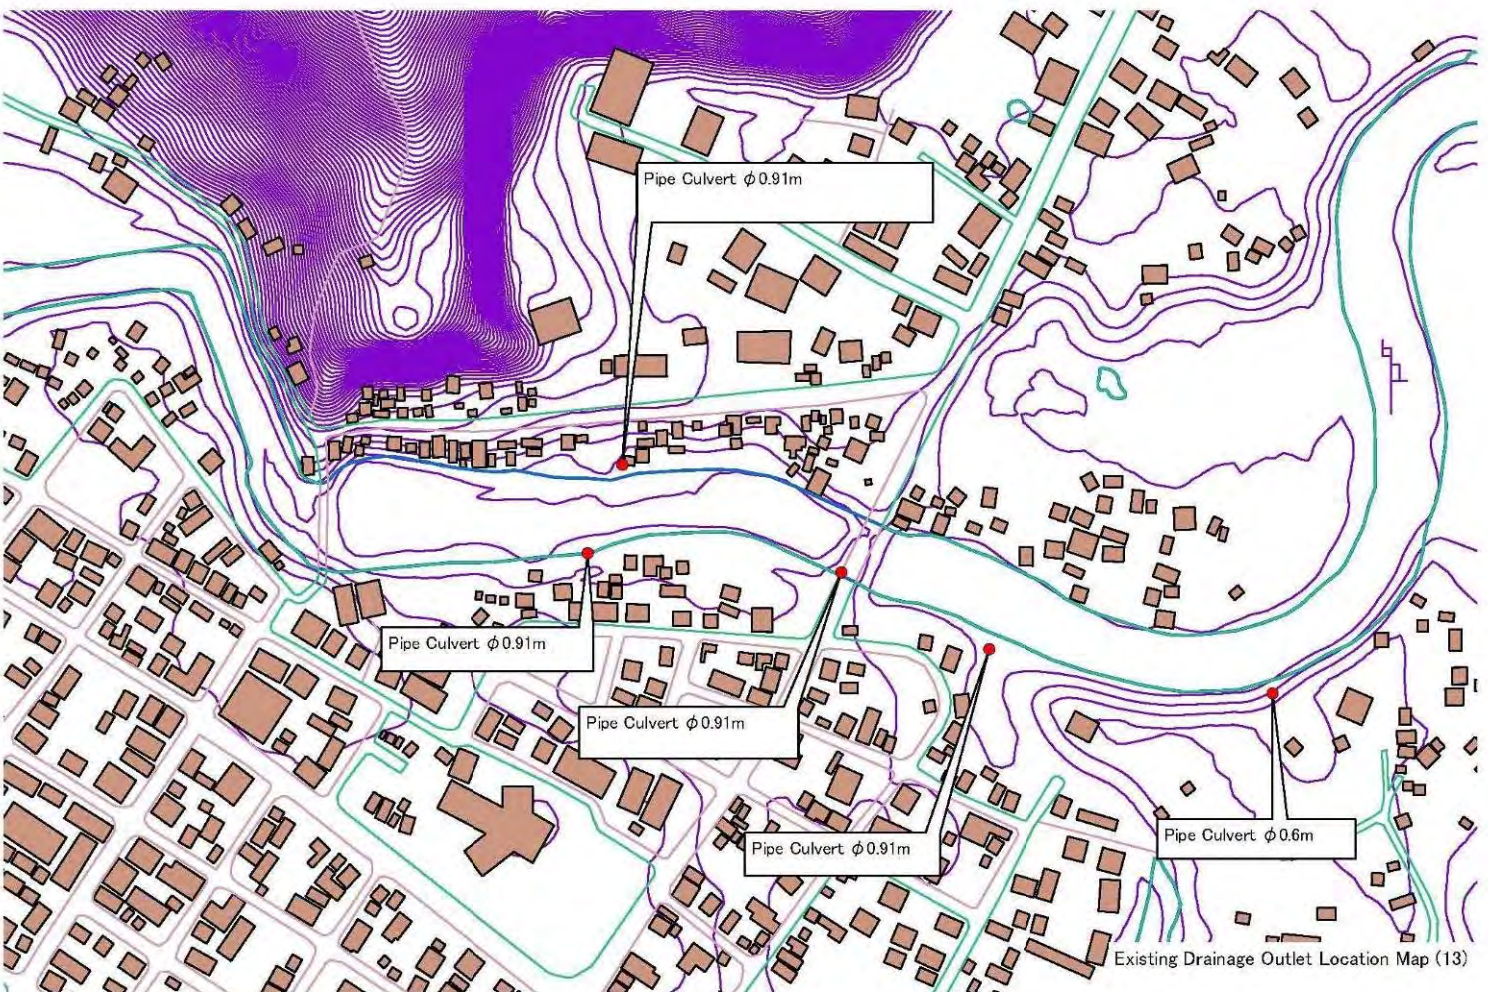 Pipe Culvert φ0.91m
Pipe Culvert φ0.91m
Pipe Culvert φ0.91m
Pipe Culvert φ0.91m
Pipe Culvert φ0.6m
Existing Drainage Outlet Location Map (13)